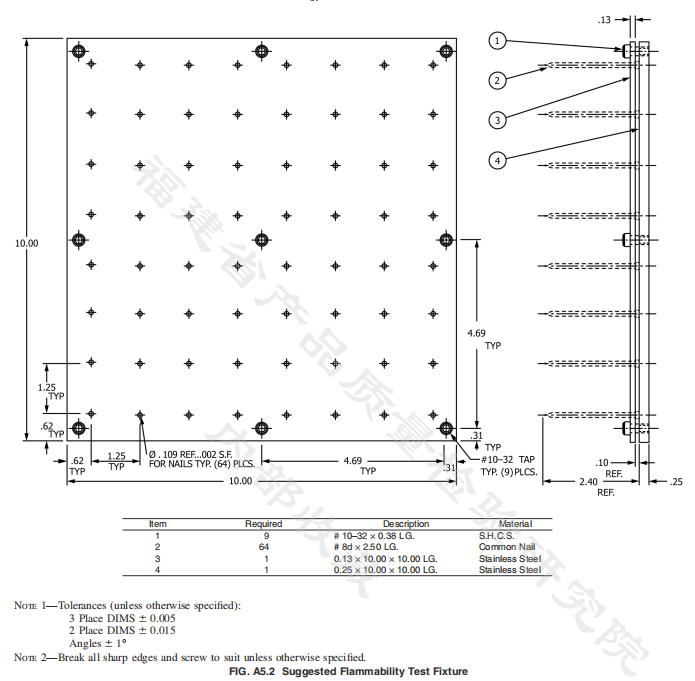 .13
1
2
3
4
10.00
4.69
TYP
1.25
TYP
.62
TYP
.31
TYP
.62
TYP
1.25
TYP
Ø . 109 REF...002 S.F.
FOR NAILS TYP. (64) PLCS.
4.69
TYP
.31
#10–32 TAP
TYP. (9) PLCS.
10.00
.10
REF.
2.40
REF.
.25
Item Required Description Material
1 9 # 10–32 × 0.38 LG. S.H.C.S.
2 64 # 8d × 2.50 LG. Common Nail
3 1 0.13 × 10.00 × 10.00 LG. Stainless Steel
4 1 0.25 × 10.00 × 10.00 LG. Stainless Steel
NOTE 1—Tolerances (unless otherwise specified):
3 Place DIMS ± 0.005
2 Place DIMS ± 0.015
Angles ± 1°
NOTE 2—Break all sharp edges and screw to suit unless otherwise specified.
FIG. A5.2 Suggested Flammability Test Fixture
福建省产品质量检验研究院
内部收藏